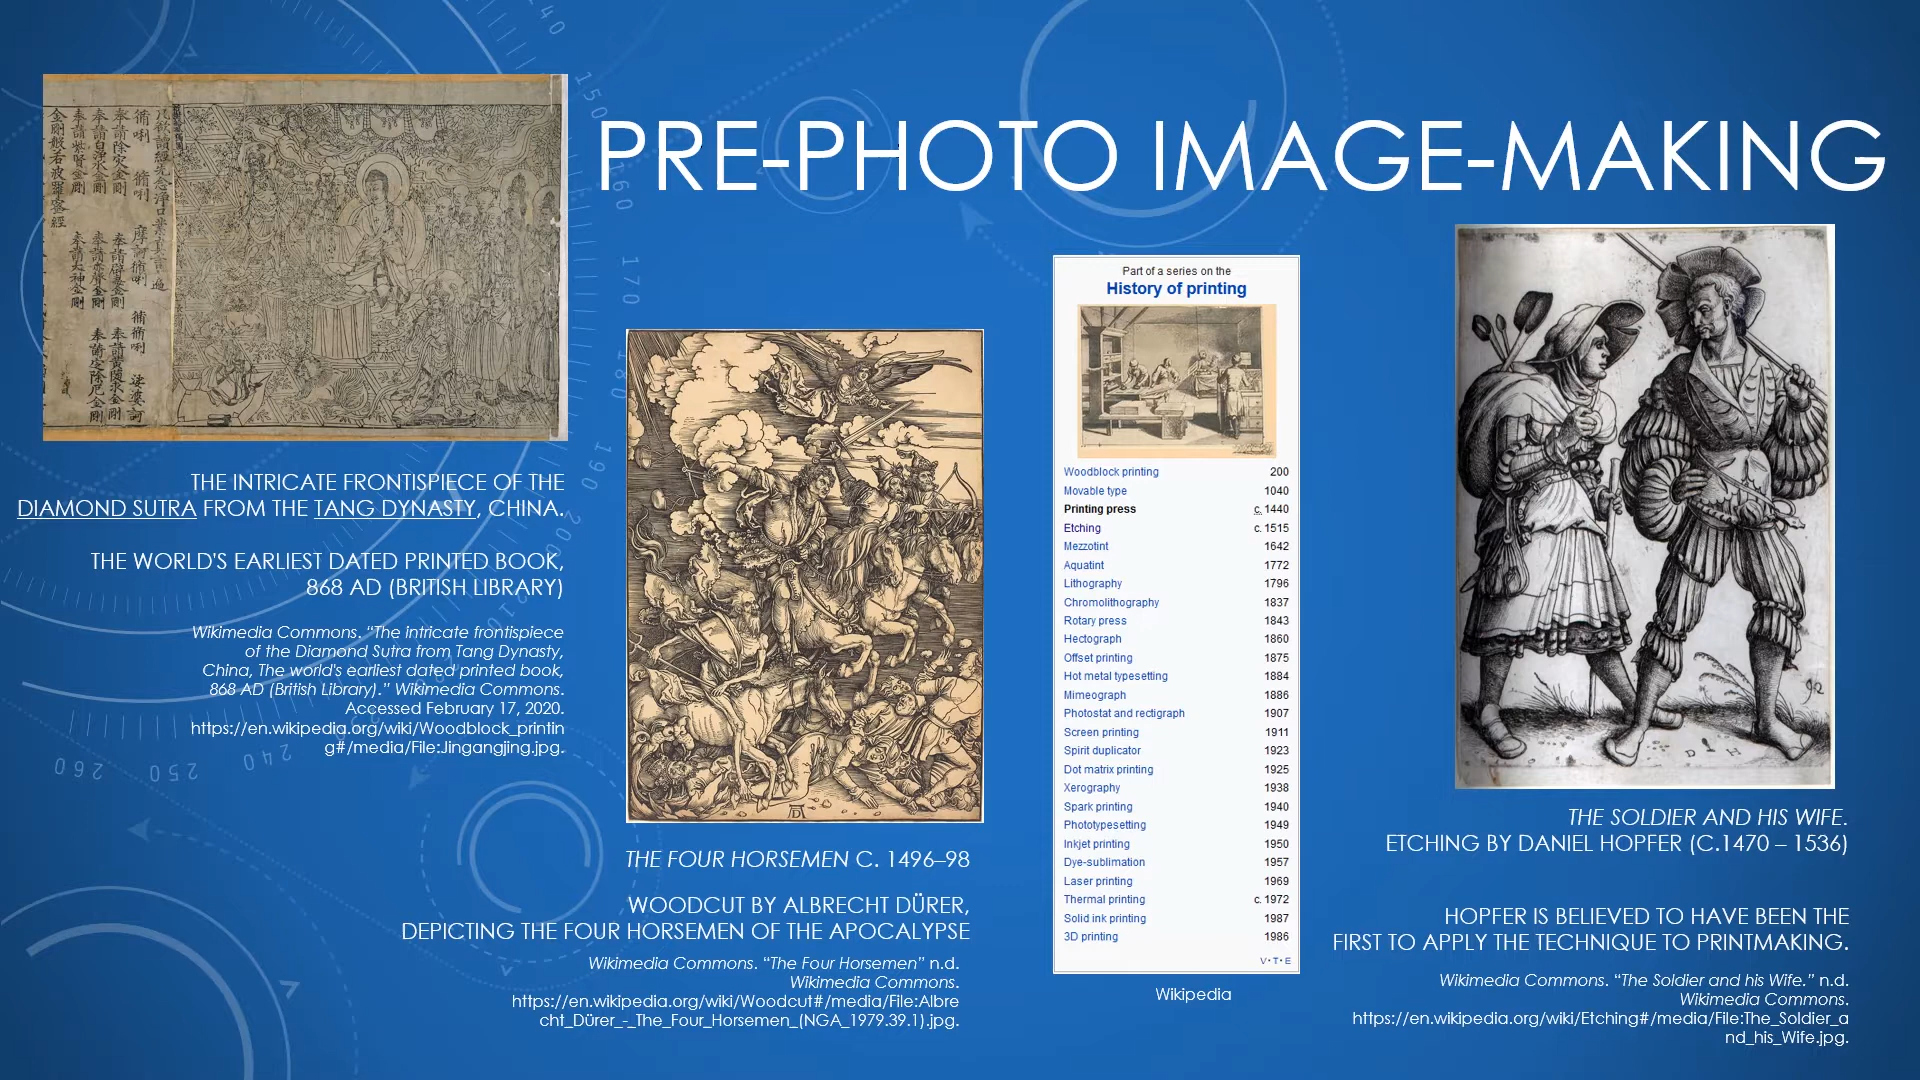 PRE-PHOTO IMAGE-MAKING
THE INTRICATE FRONTISPIECE OF THE
DIAMOND SUTRA FROM THE TANG DYNASTY, CHINA.
THE WORLD'S EARLIEST DATED PRINTED BOOK,
868 AD (BRITISH LIBRARY)
Wikimedia Commons. “The intricate frontispiece
of the Diamond Sutra from Tang Dynasty,
China, The world's earliest dated printed book,
868 AD (British Library).” Wikimedia Commons.
Accessed February 17, 2020.
https://en.wikipedia.org/wiki/Woodblock_printin
g#/media/File:Jingangjing.jpg.
THE FOUR HORSEMEN C. 1496–98
WOODCUT BY ALBRECHT DÜRER,
DEPICTING THE FOUR HORSEMEN OF THE APOCALYPSE
Wikimedia Commons. “The Four Horsemen” n.d.
Wikimedia Commons.
https://en.wikipedia.org/wiki/Woodcut#/media/File:Albre
cht_Dürer_-_The_Four_Horsemen_(NGA_1979.39.1).jpg.
Part of a series on the
History of printing
Woodblock printing 200
Movable type 1040
Printing press c. 1440
Etching c. 1515
Mezzotint 1642
Aquatint 1772
Lithography 1796
Chromolithography 1837
Rotary press 1843
Hectograph 1860
Offset printing 1875
Hot metal typesetting 1884
Mimeograph 1886
Photostat and rectigraph 1907
Screen printing 1911
Spirit duplicator 1923
Dot matrix printing 1925
Xerography 1938
Spark printing 1940
Phototypesetting 1949
Inkjet printing 1950
Dye-sublimation 1957
Laser printing 1969
Thermal printing c. 1972
Solid ink printing 1987
3D printing 1986
V·T·E
Wikipedia
THE SOLDIER AND HIS WIFE.
ETCHING BY DANIEL HOPFER (C.1470 – 1536)
HOPFER IS BELIEVED TO HAVE BEEN THE
FIRST TO APPLY THE TECHNIQUE TO PRINTMAKING.
Wikimedia Commons. “The Soldier and his Wife.” n.d.
Wikimedia Commons.
https://en.wikipedia.org/wiki/Etching#/media/File:The_Soldier_a
nd_his_Wife.jpg.
D H
140
150
160
170
180
190
200
210
240
250
260